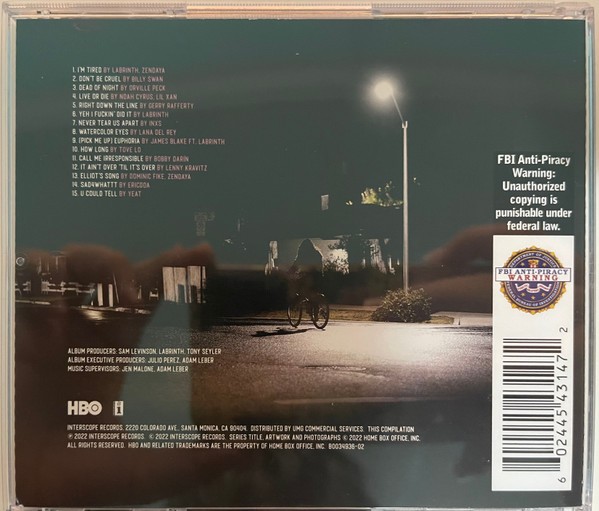 1. I'M TIRED BY LABRINTH, ZENDAYA
2. DON'T BE CRUEL BY BILLY SWAN
3. DEAD OF NIGHT BY ORVILLE PECK
4. LIVE OR DIE BY NOAH CYRUS, LIL XAN
5. RIGHT DOWN THE LINE BY GERRY RAFFERTY
6. YEH I FUCKIN' DID IT BY LABRINTH
7. NEVER TEAR US APART BY INXS
8. WATERCOLOR EYES BY LANA DEL REY
9. (PICK ME UP) EUPHORIA BY JAMES BLAKE FT. LABRINTH
10. HOW LONG BY TOVE LO
11. CALL ME IRRESPONSIBLE BY BOBBY DARIN
12. IT AIN'T OVER 'TIL IT'S OVER BY LENNY KRAVITZ
13. ELLIOT'S SONG BY DOMINIC FIKE, ZENDAYA
14. SAD4WHATTT BY ERICDOA
15. U COULD TELL BY YEAT
FBI Anti-Piracy
Warning:
Unauthorized
copying is
punishable under
federal law.
FBI ANTI-PIRACY
WARNING
ALBUM PRODUCERS: SAM LEVINSON, LABRINTH, TONY SEYLER
ALBUM EXECUTIVE PRODUCERS: JULIO PEREZ, ADAM LEBER
MUSIC SUPERVISORS: JEN MALONE, ADAM LEBER
HBO i
INTERSCOPE RECORDS, 2220 COLORADO AVE., SANTA MONICA, CA 90404. DISTRIBUTED BY UMG COMMERCIAL SERVICES. THIS COMPILATION
℗ 2022 INTERSCOPE RECORDS. © 2022 INTERSCOPE RECORDS. SERIES TITLE, ARTWORK AND PHOTOGRAPHS © 2022 HOME BOX OFFICE, INC.
ALL RIGHTS RESERVED. HBO AND RELATED TRADEMARKS ARE THE PROPERTY OF HOME BOX OFFICE, INC. B0034936-02
6 02445 43147 2